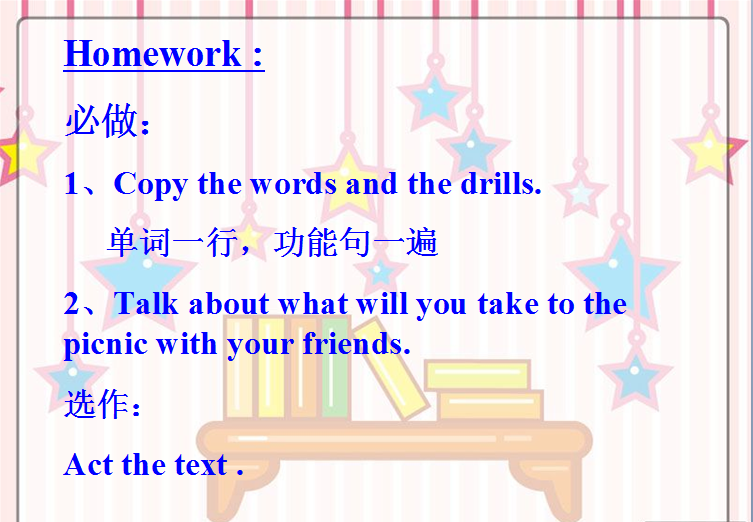 Homework :
必做：
1、Copy the words and the drills.
单词一行，功能句一遍
2、Talk about what will you take to the
picnic with your friends.
选作：
Act the text .